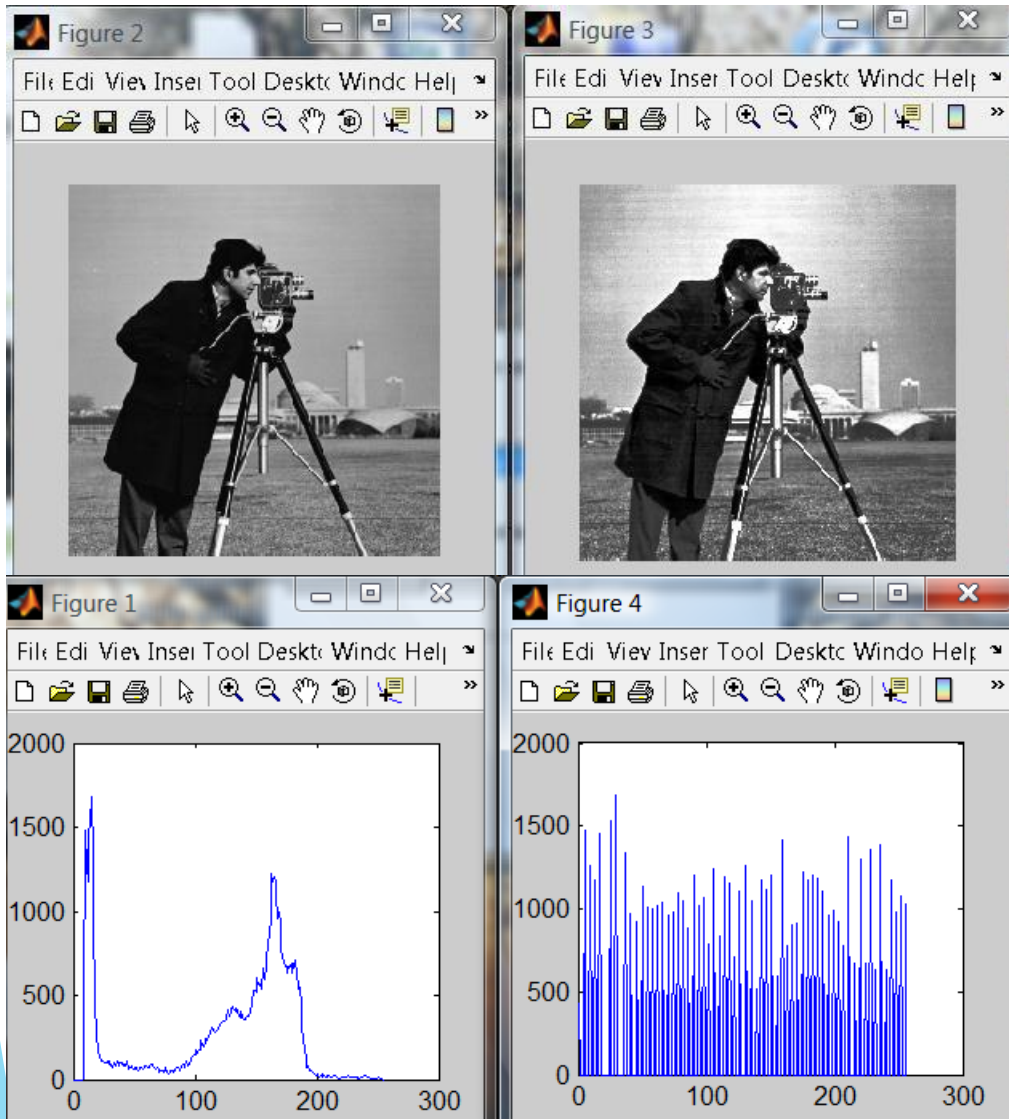 Figure 2
File Edi View Inser Tool Deskto Windo Help
Figure 3
File Edi View Inser Tool Deskto Windo Help
Figure 1
File Edi View Inser Tool Deskto Windo Help
2000
1500
1000
500
0
0 100 200 300
Figure 4
File Edi View Inser Tool Deskto Windo Help
2000
1500
1000
500
0
0 100 200 300